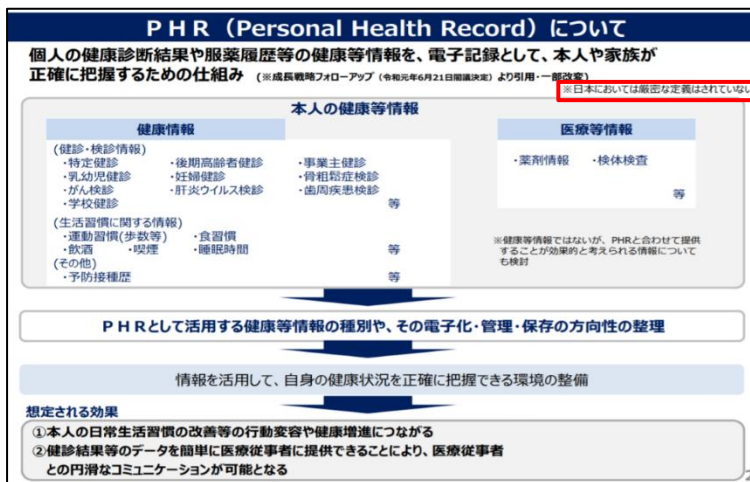 PHR（Personal Health Record）について
個人の健康診断結果や服薬履歴等の健康等情報を、電子記録として、本人や家族が
正確に把握するための仕組み （※成長戦略フォローアップ（令和元年6月21日閣議決定）より引用・一部改変）
※日本においては厳密な定義はされていない
本人の健康等情報
健康情報
(健診・検診情報)
・特定健診 ・後期高齢者健診 ・事業主健診
・乳幼児健診 ・妊婦健診 ・骨粗鬆症検診
・がん検診 ・肝炎ウイルス検診 ・歯周疾患検診
・学校健診 等
(生活習慣に関する情報)
・運動習慣(歩数等) ・食習慣
・飲酒 ・喫煙 ・睡眠時間 等
(その他)
・予防接種歴 等
医療等情報
・薬剤情報 ・検体検査
等
※健康等情報ではないが、PHRと合わせて提供
することが効果的と考えられる情報について
も検討
PHRとして活用する健康等情報の種別や、その電子化・管理・保存の方向性の整理
情報を活用して、自身の健康状況を正確に把握できる環境の整備
想定される効果
①本人の日常生活習慣の改善等の行動変容や健康増進につながる
②健診結果等のデータを簡単に医療従事者に提供できることにより、医療従事者
との円滑なコミュニケーションが可能となる